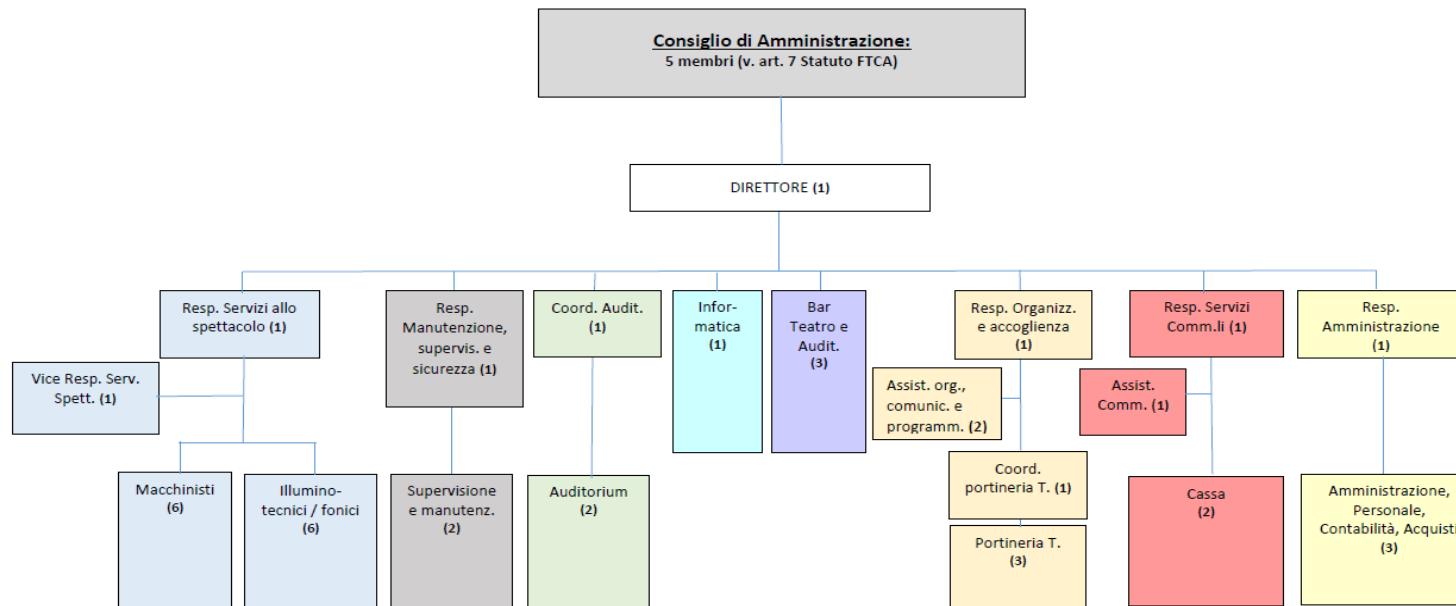 Consiglio di Amministrazione:
5 membri (v. art. 7 Statuto FTCA)
DIRETTORE (1)
Resp. Servizi allo
spettacolo (1)
Resp.
Manutenzione,
supervis. e
sicurezza (1)
Coord. Audit.
(1)
Infor-
matica
(1)
Bar
Teatro e
Audit.
(3)
Resp. Organizz.
e accoglienza
(1)
Resp. Servizi
Comm.li (1)
Resp.
Amministrazione
(1)
Vice Resp. Serv.
Spett. (1)
Assist. org.,
comunic. e
programm. (2)
Assist.
Comm. (1)
Macchinisti
(6)
Illumino-
tecnici / fonici
(6)
Supervisione
e manutenz.
(2)
Auditorium
(2)
Coord.
portineria T. (1)
Portineria T.
(3)
Cassa
(2)
Amministrazione,
Personale,
Contabilità, Acquisti
(3)